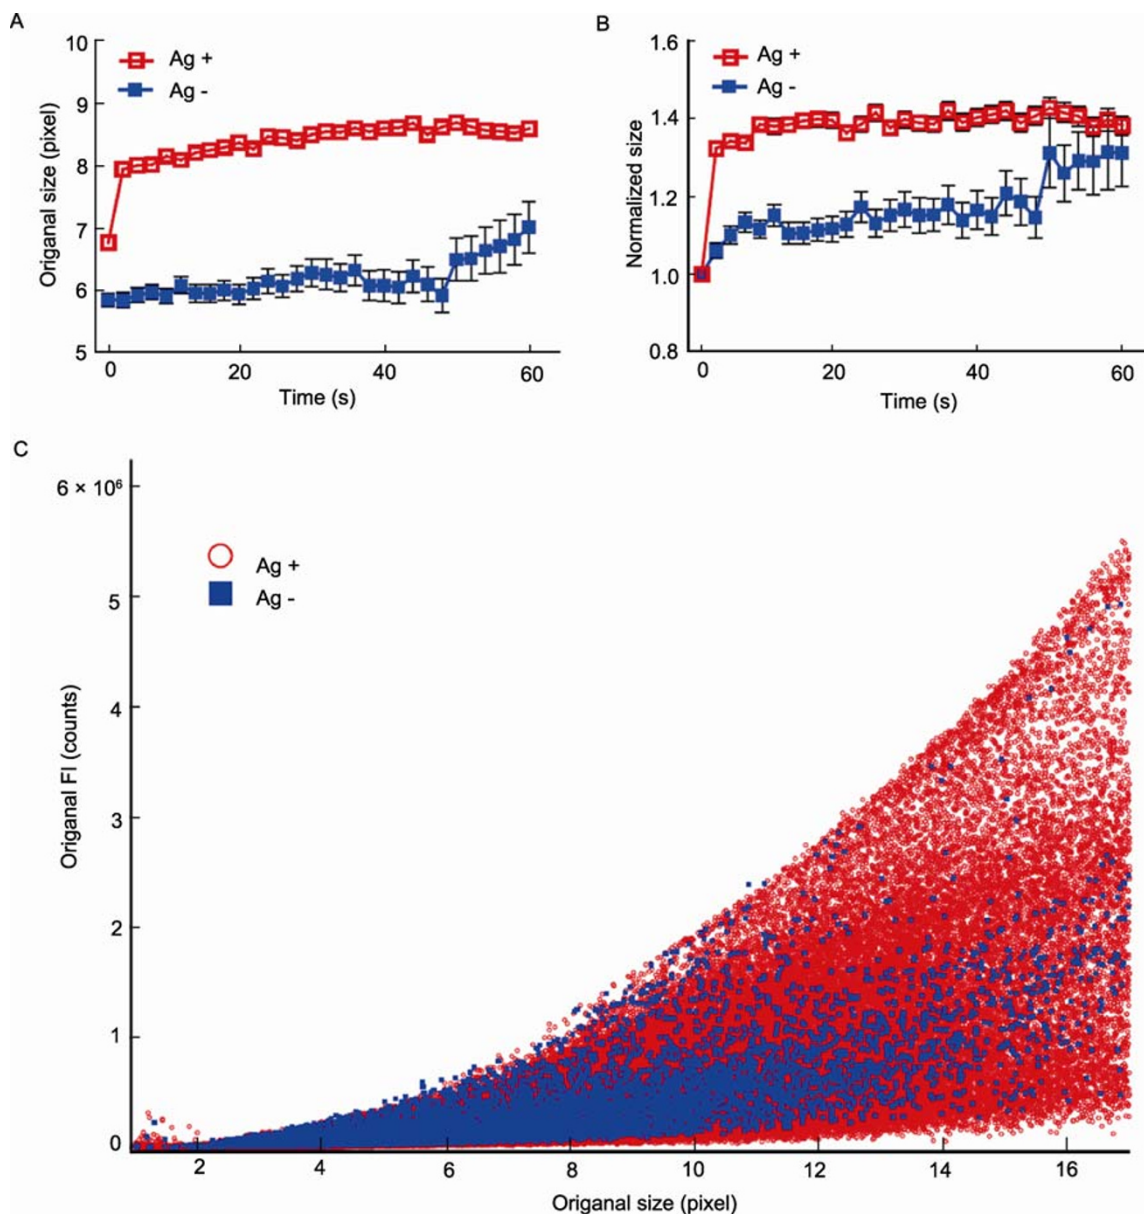 A
10
9
8
7
6
5
Origanal size (pixel)
Ag +
Ag -
0 20 40 60
Time (s)
B
1.6
1.4
1.2
1.0
0.8
Normalized size
Ag +
Ag -
0 20 40 60
Time (s)
C
6 × 10⁶
5
4
3
2
1
0
Origanal FI (counts)
Ag +
Ag -
2 4 6 8 10 12 14 16
Origanal size (pixel)